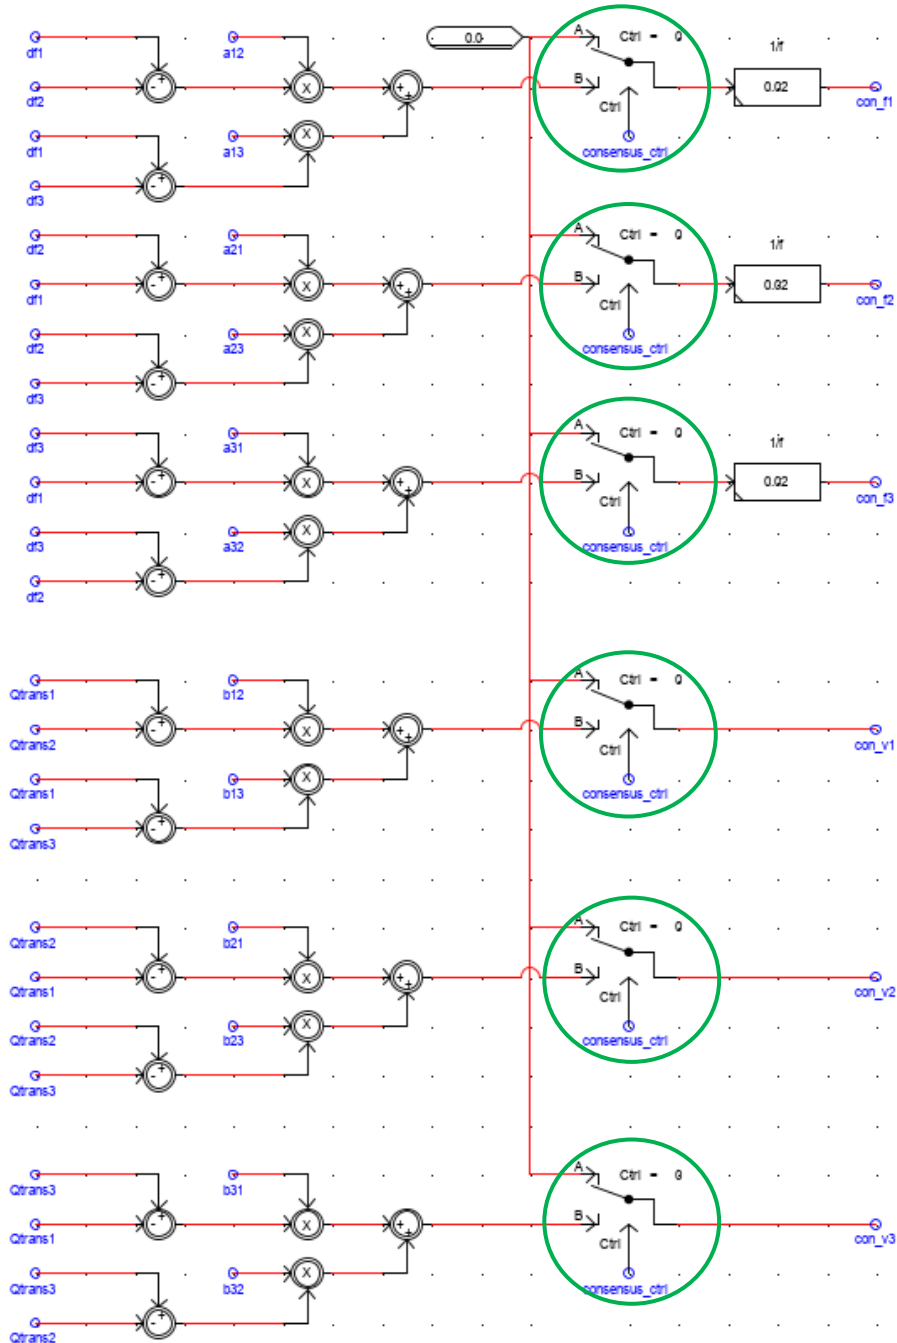 df1
a12
0.0
A
Ctrl = 0
1/f
df2
B
0.02
con_f1
Ctrl
df1
a13
consensus_ctrl
df3
df2
a21
A
Ctrl = 0
1/f
df1
B
0.02
con_f2
Ctrl
df2
a23
consensus_ctrl
df3
df3
a31
A
Ctrl = 0
1/f
df1
B
0.02
con_f3
Ctrl
df3
a32
consensus_ctrl
df2
Qtrans1
b12
A
Ctrl = 0
Qtrans2
B
con_v1
Ctrl
Qtrans1
b13
consensus_ctrl
Qtrans3
Qtrans2
b21
A
Ctrl = 0
Qtrans1
B
con_v2
Ctrl
Qtrans2
b23
consensus_ctrl
Qtrans3
Qtrans3
b31
A
Ctrl = 0
Qtrans1
B
con_v3
Ctrl
Qtrans3
b32
consensus_ctrl
Qtrans2